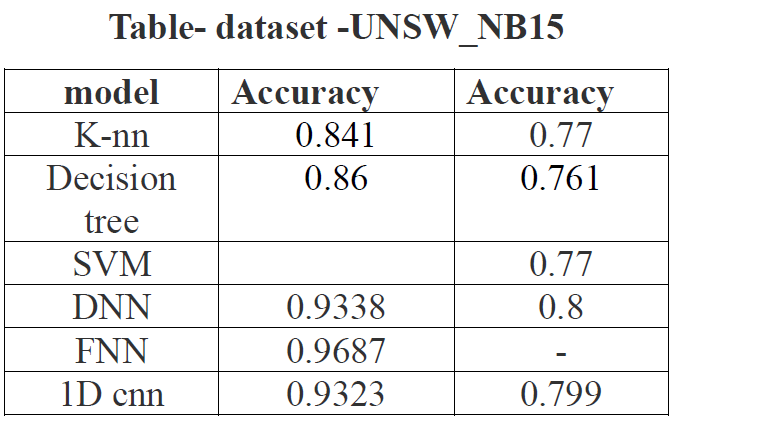 Table- dataset -UNSW_NB15
model Accuracy Accuracy
K-nn 0.841 0.77
Decision 0.86 0.761
tree
SVM 0.77
DNN 0.9338 0.8
FNN 0.9687 -
1D cnn 0.9323 0.799